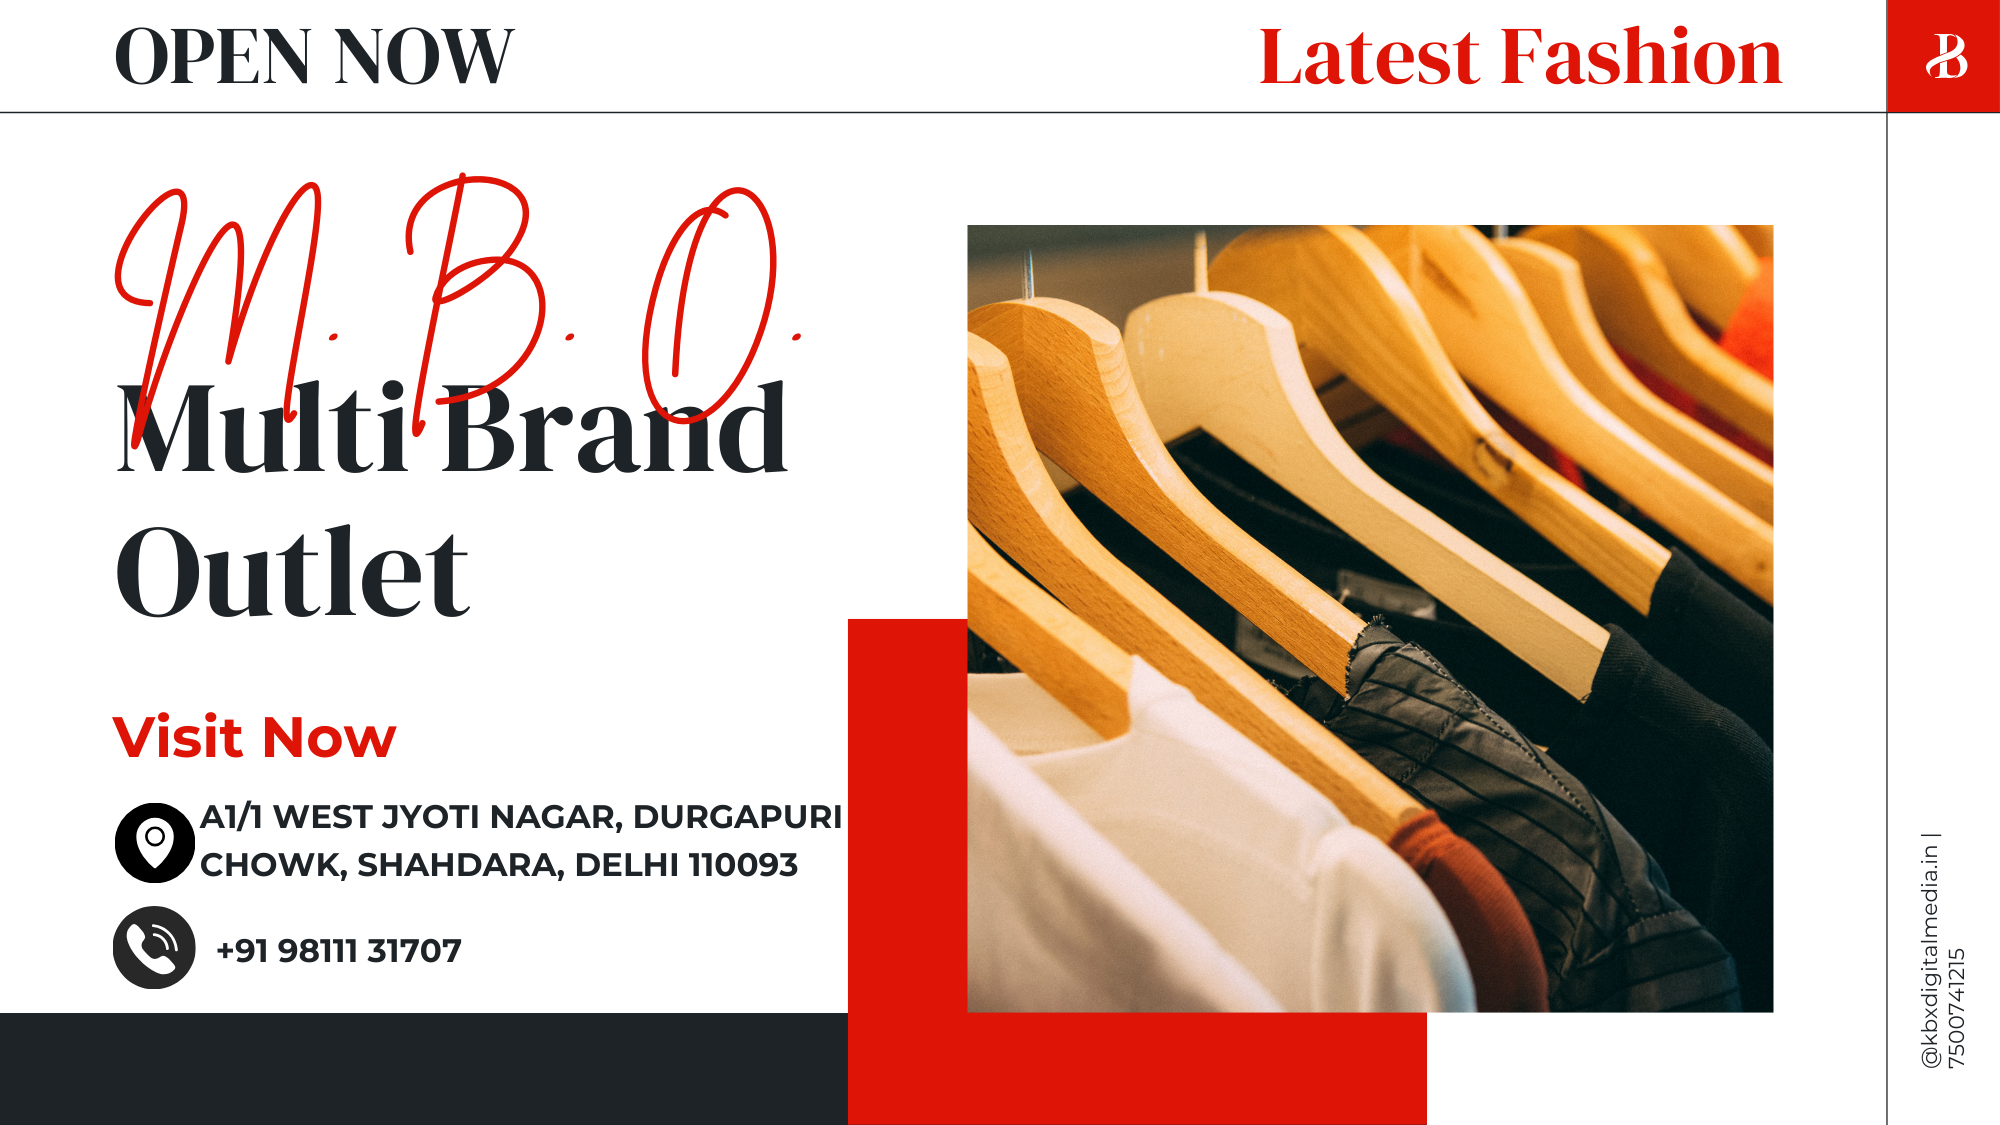 OPEN NOW
Latest Fashion
B
M. B. O.
Multi Brand
Outlet
Visit Now
A1/1 WEST JYOTI NAGAR, DURGAPURI
CHOWK, SHAHDARA, DELHI 110093
+91 98111 31707
@kbxdigitalmedia.in |
7500741215